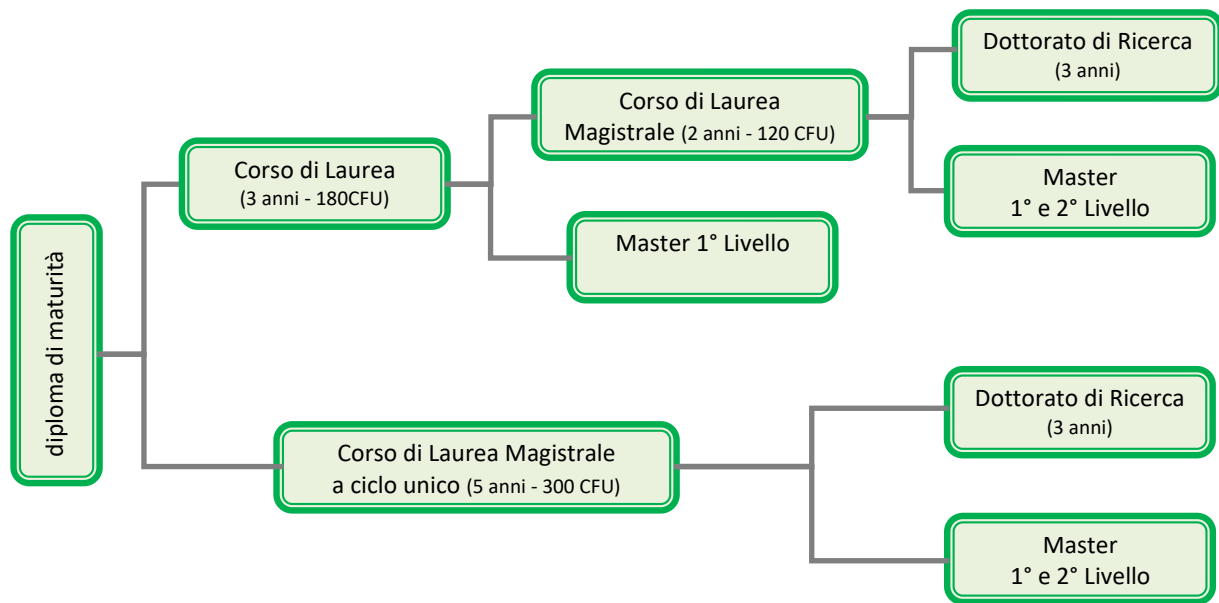 diploma di maturità
Corso di Laurea
(3 anni - 180CFU)
Corso di Laurea
Magistrale (2 anni - 120 CFU)
Dottorato di Ricerca
(3 anni)
Master
1° e 2° Livello
Master 1° Livello
Corso di Laurea Magistrale
a ciclo unico (5 anni - 300 CFU)
Dottorato di Ricerca
(3 anni)
Master
1° e 2° Livello